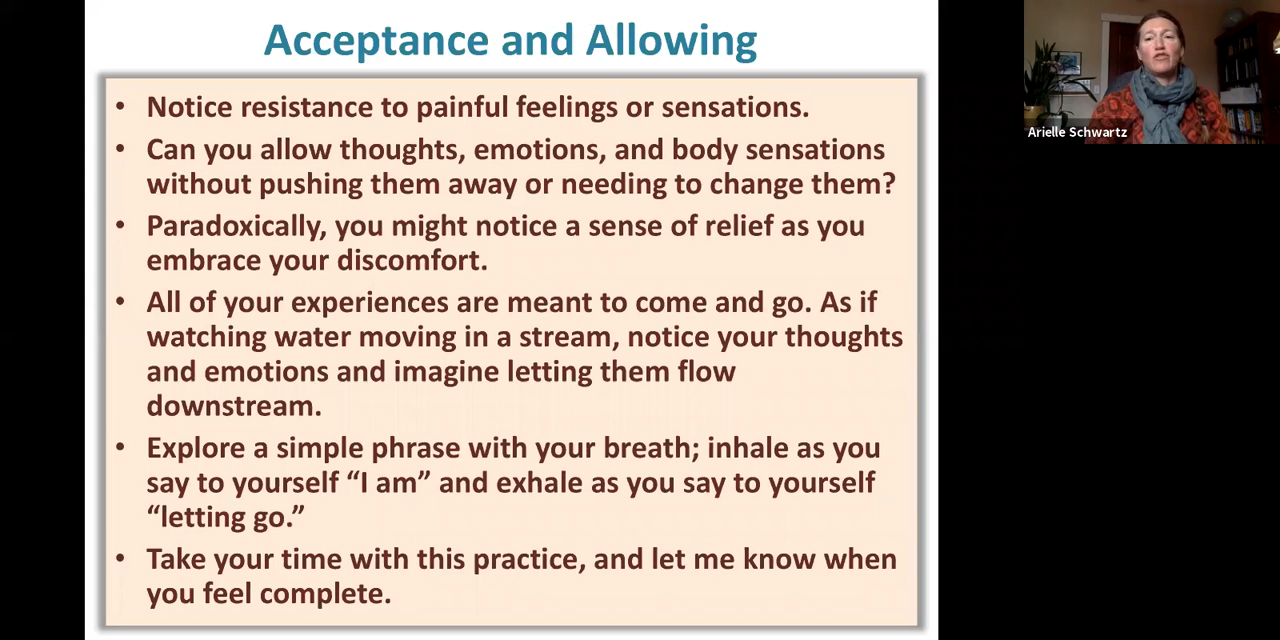 Acceptance and Allowing
• Notice resistance to painful feelings or sensations.
• Can you allow thoughts, emotions, and body sensations
without pushing them away or needing to change them?
• Paradoxically, you might notice a sense of relief as you
embrace your discomfort.
• All of your experiences are meant to come and go. As if
watching water moving in a stream, notice your thoughts
and emotions and imagine letting them flow
downstream.
• Explore a simple phrase with your breath; inhale as you
say to yourself “I am” and exhale as you say to yourself
“letting go.”
• Take your time with this practice, and let me know when
you feel complete.
Arielle Schwartz